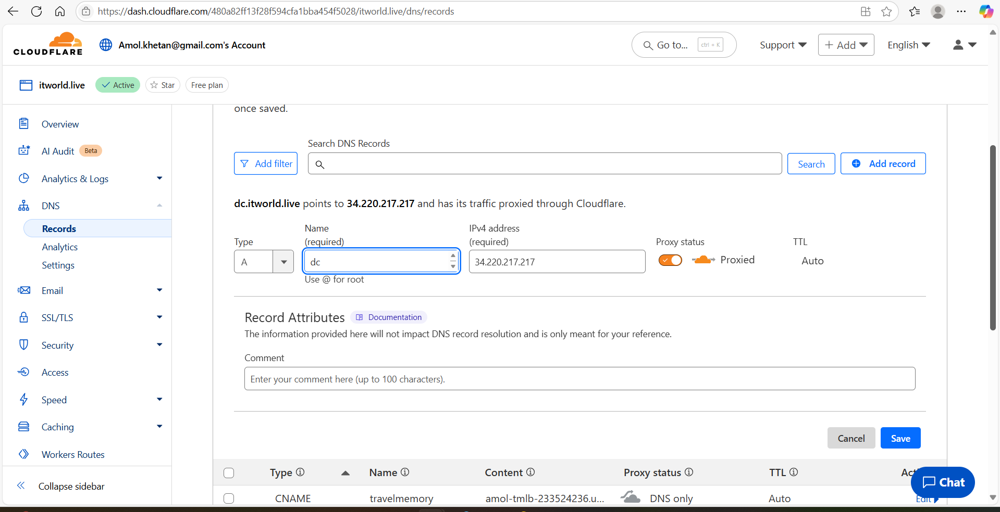 https://dash.cloudflare.com/480a82ff13f28f594cfa1bba454f5028/itworld.live/dns/records
CLOUDFLARE
Amol.khetan@gmail.com's Account
Go to...
ctrl + K
Support
Add
English
itworld.live
Active
Star
Free plan
Overview
AI Audit
Beta
Analytics & Logs
DNS
Records
Analytics
Settings
Email
SSL/TLS
Security
Access
Speed
Caching
Workers Routes
Collapse sidebar
once saved.
Search DNS Records
Add filter
Search
Add record
dc.itworld.live points to 34.220.217.217 and has its traffic proxied through Cloudflare.
Type
Name
(required)
IPv4 address
(required)
Proxy status
TTL
A
dc
34.220.217.217
Proxied
Auto
Use @ for root
Record Attributes
Documentation
The information provided here will not impact DNS record resolution and is only meant for your reference.
Comment
Enter your comment here (up to 100 characters).
Cancel
Save
Type
Name
Content
Proxy status
TTL
CNAME
travelmemory
amol-tmlb-233524236.u...
DNS only
Auto
Edit
Chat